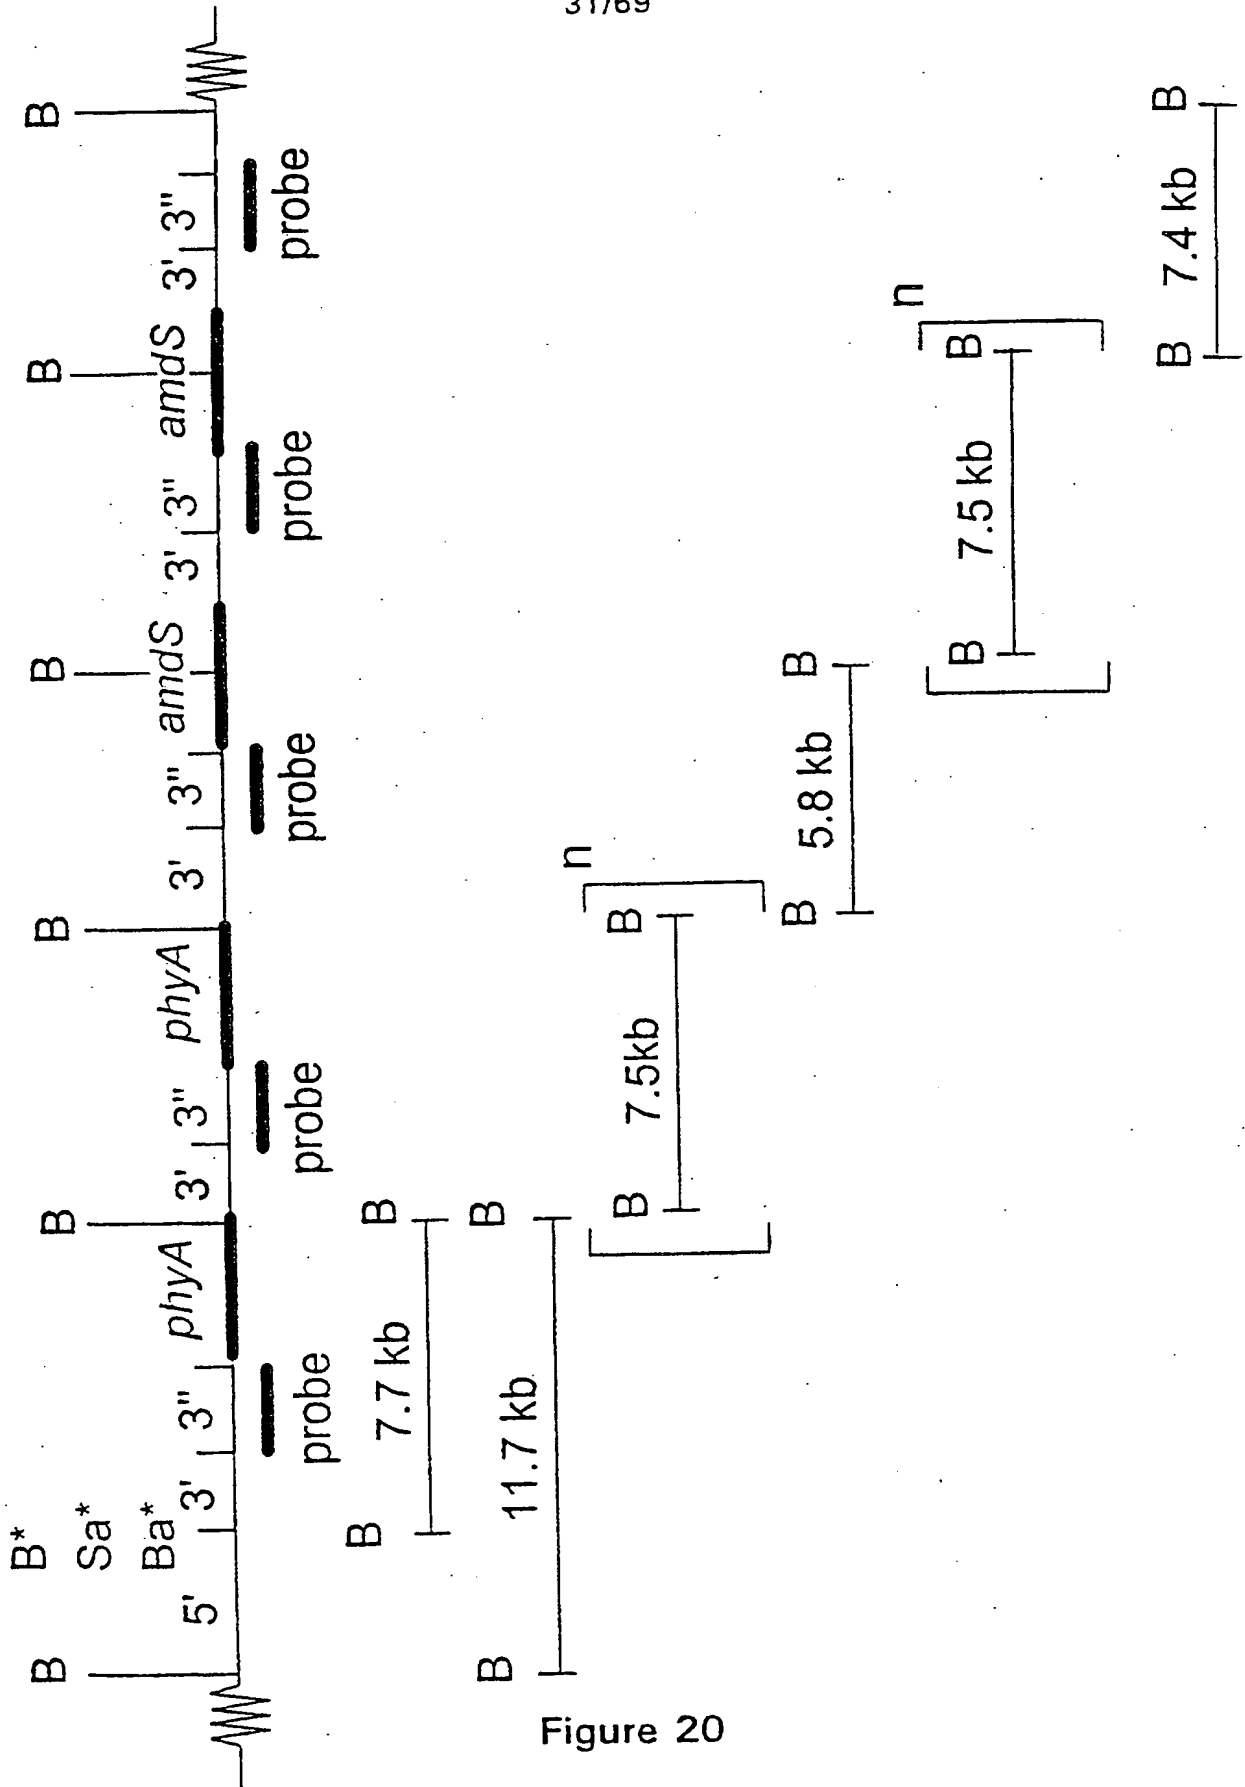 31/69
B B* B B B B B
Sa*
Ba*
5' 3' 3" phyA 3' 3" phyA 3' 3" amdS 3' 3" amdS 3' 3"
probe probe probe probe probe
B 7.7 kb B
B 11.7 kb B
B 7.5kb B n
B 5.8 kb B
B 7.5 kb B n
B 7.4 kb B
Figure 20